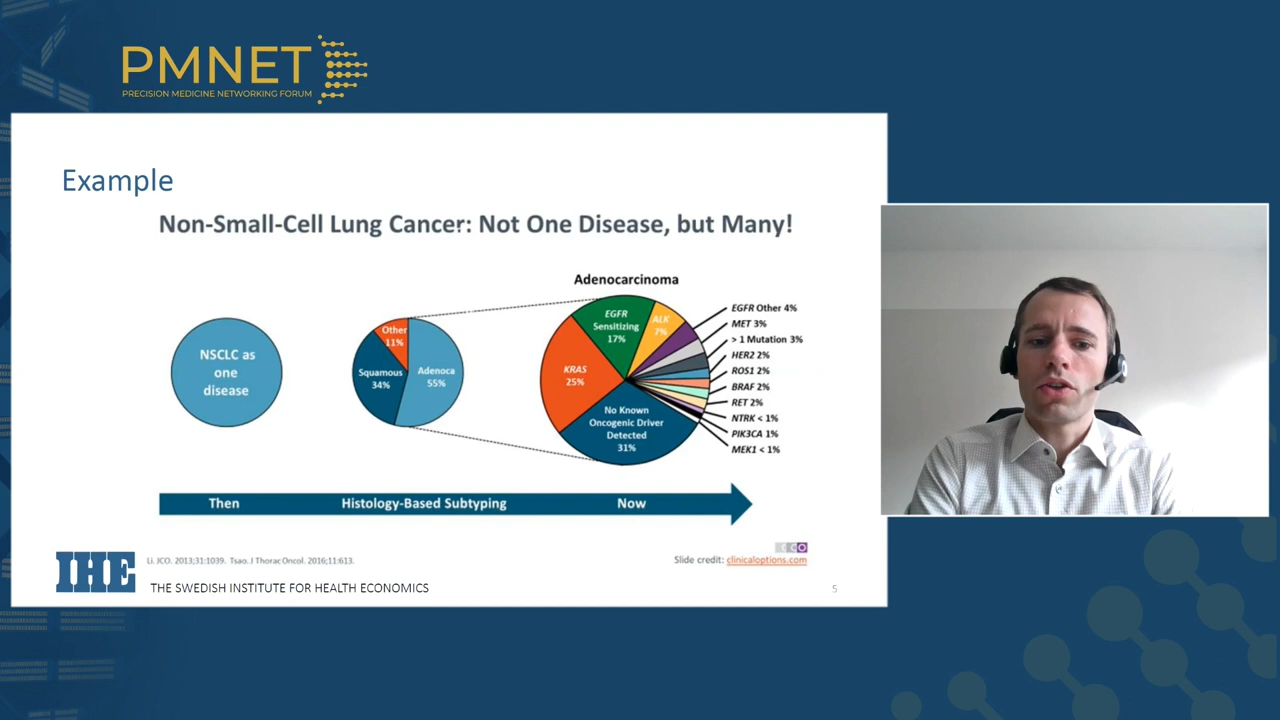 PMNET
PRECISION MEDICINE NETWORKING FORUM
Example
Non-Small-Cell Lung Cancer: Not One Disease, but Many!
NSCLC as
one
disease
Other
11%
Squamous
34%
Adenoca
55%
Adenocarcinoma
EGFR
Sensitizing
17%
ALK
7%
KRAS
25%
No Known
Oncogenic Driver
Detected
31%
EGFR Other 4%
MET 3%
> 1 Mutation 3%
HER2 2%
ROS1 2%
BRAF 2%
RET 2%
NTRK < 1%
PIK3CA 1%
MEK1 < 1%
Then
Histology-Based Subtyping
Now
Li. JCO. 2013;31:1039. Tsao. J Thorac Oncol. 2016;11:613.
CCO
Slide credit: clinicaloptions.com
IHE
THE SWEDISH INSTITUTE FOR HEALTH ECONOMICS
5